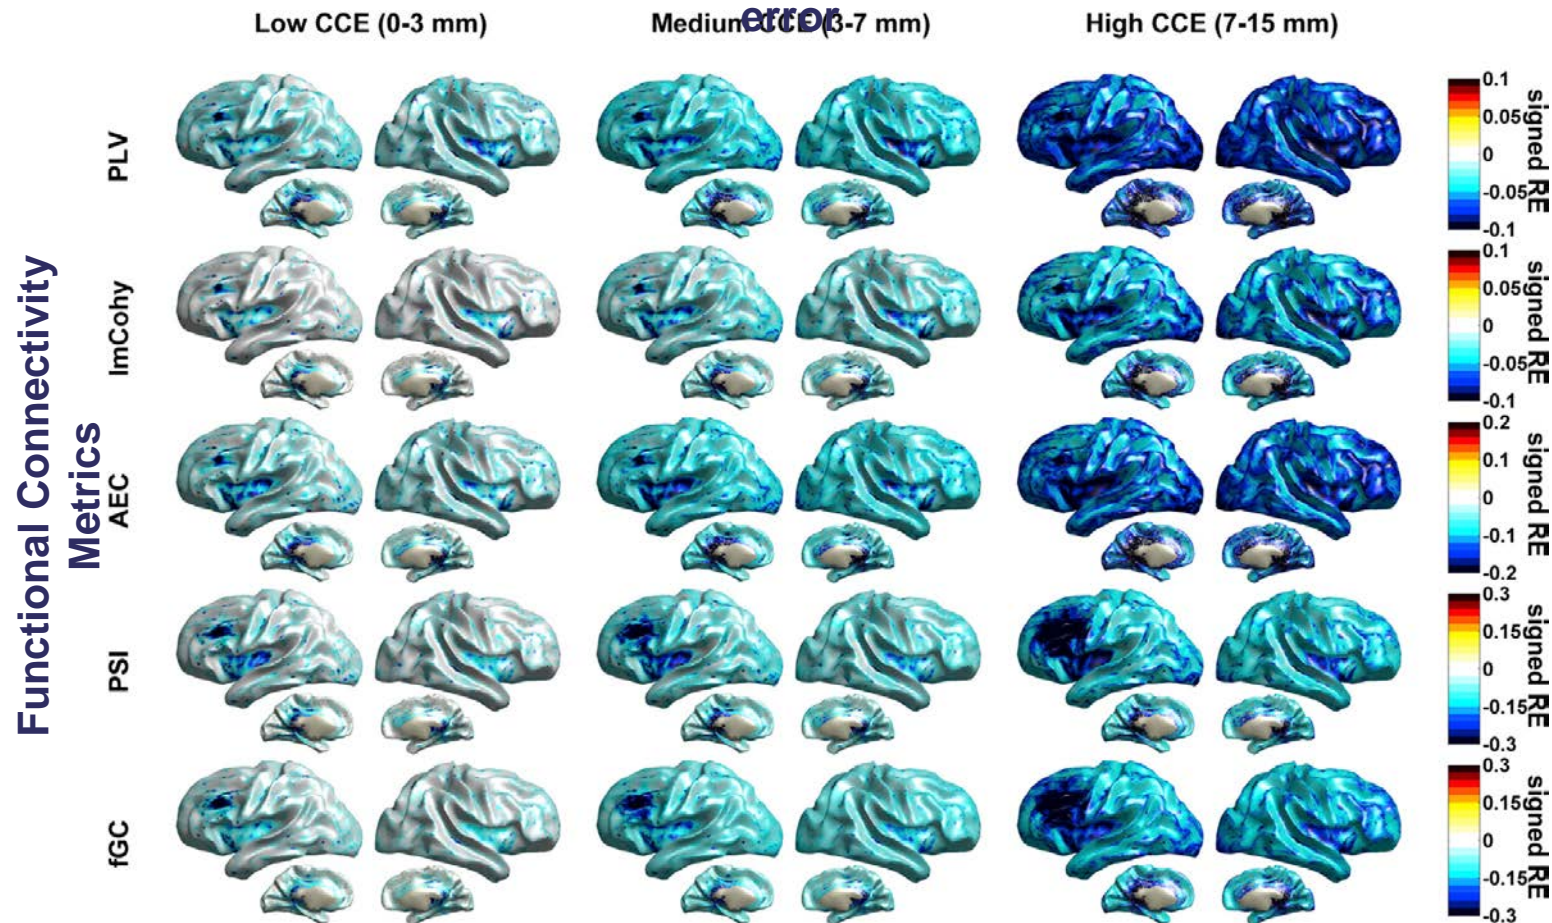 error
Low CCE (0-3 mm)
Medium CCE (3-7 mm)
High CCE (7-15 mm)
Functional Connectivity
Metrics
PLV
0.1
0.05
0
-0.05
-0.1
signed RE
ImCohy
0.1
0.05
0
-0.05
-0.1
signed RE
AEC
0.2
0.1
0
-0.1
-0.2
signed RE
PSI
0.3
0.15
0
-0.15
-0.3
signed RE
fGC
0.3
0.15
0
-0.15
-0.3
signed RE